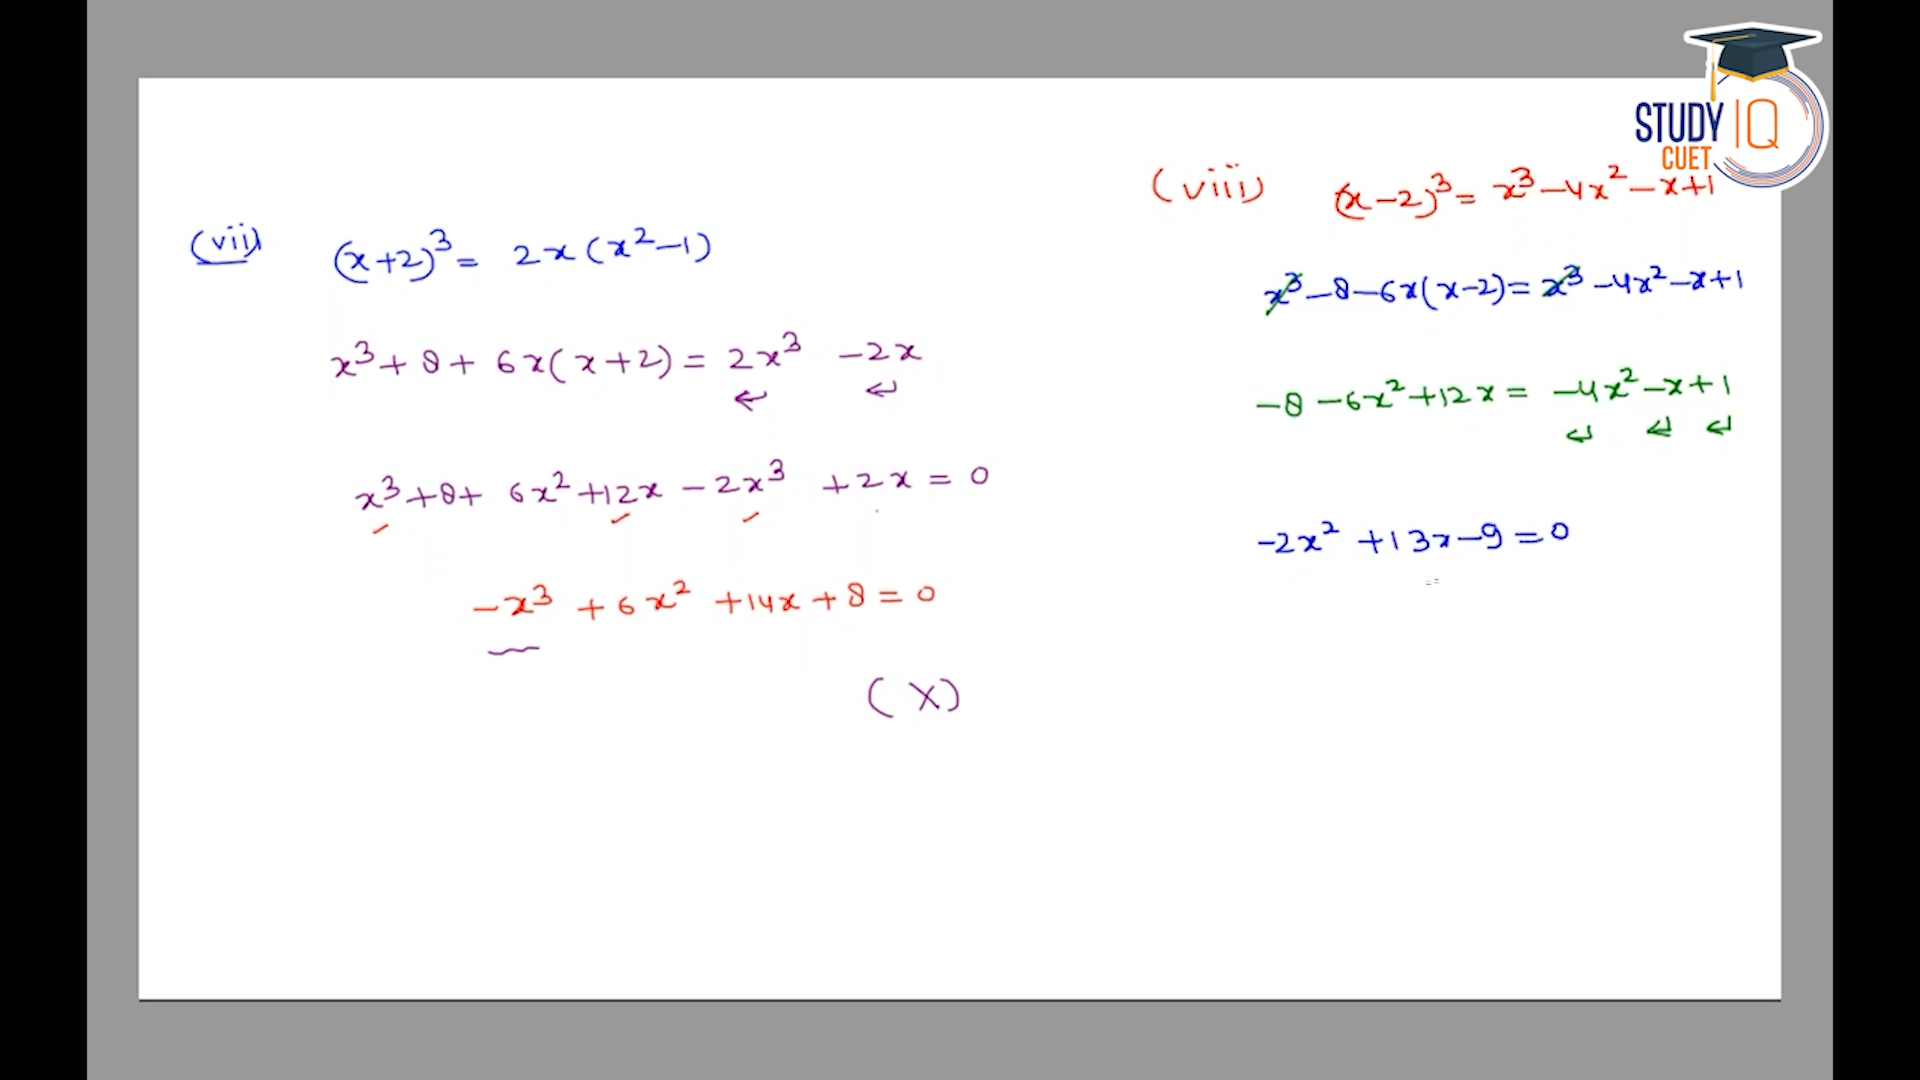 STUDY IQ
CUET
(vii) (x+2)³ = 2x(x²-1)
x³+8+6x(x+2) = 2x³ -2x
x³+8+ 6x²+12x -2x³ +2x = 0
-x³ +6x² +14x+8 = 0
(X)
(viii) (x-2)³ = x³-4x²-x+1
x³-8-6x(x-2) = x³-4x²-x+1
-8-6x²+12x = -4x²-x+1
-2x² +13x-9=0